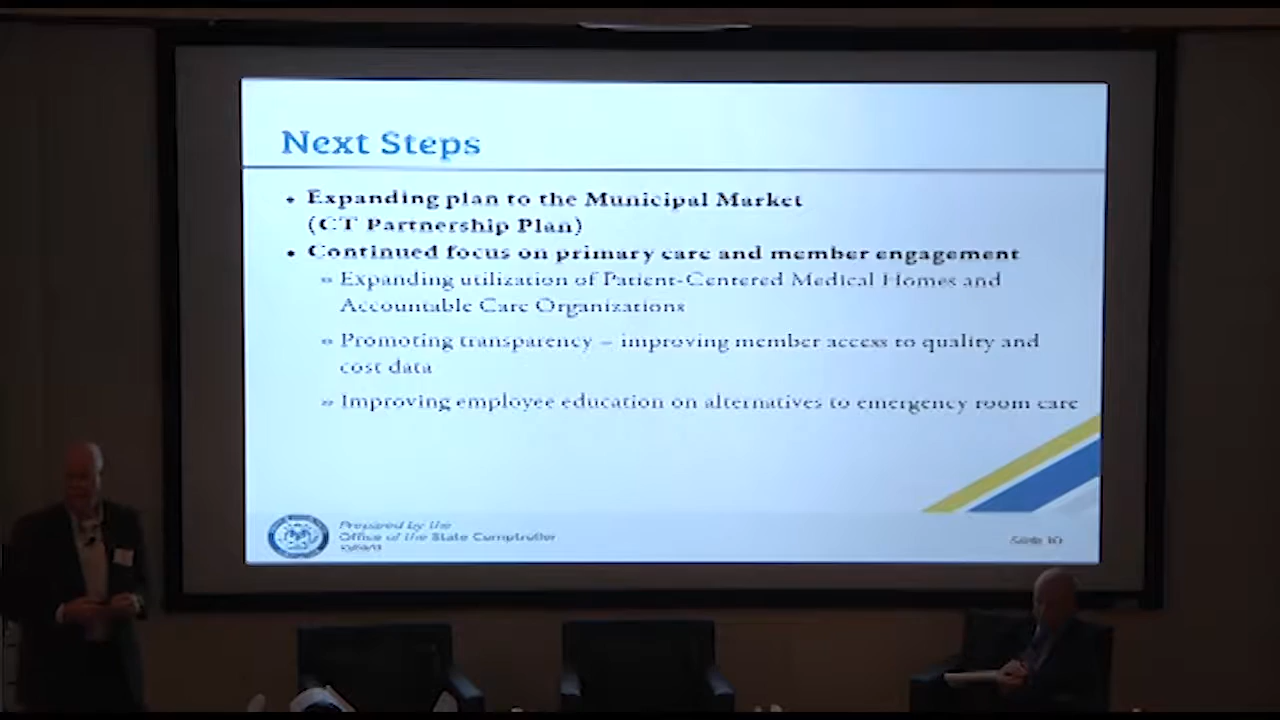 Next Steps
• Expanding plan to the Municipal Market
(CT Partnership Plan)
• Continued focus on primary care and member engagement
» Expanding utilization of Patient-Centered Medical Homes and
Accountable Care Organizations
» Promoting transparency – improving member access to quality and
cost data
» Improving employee education on alternatives to emergency room care
Prepared by the
Office of the State Comptroller
Slide 10